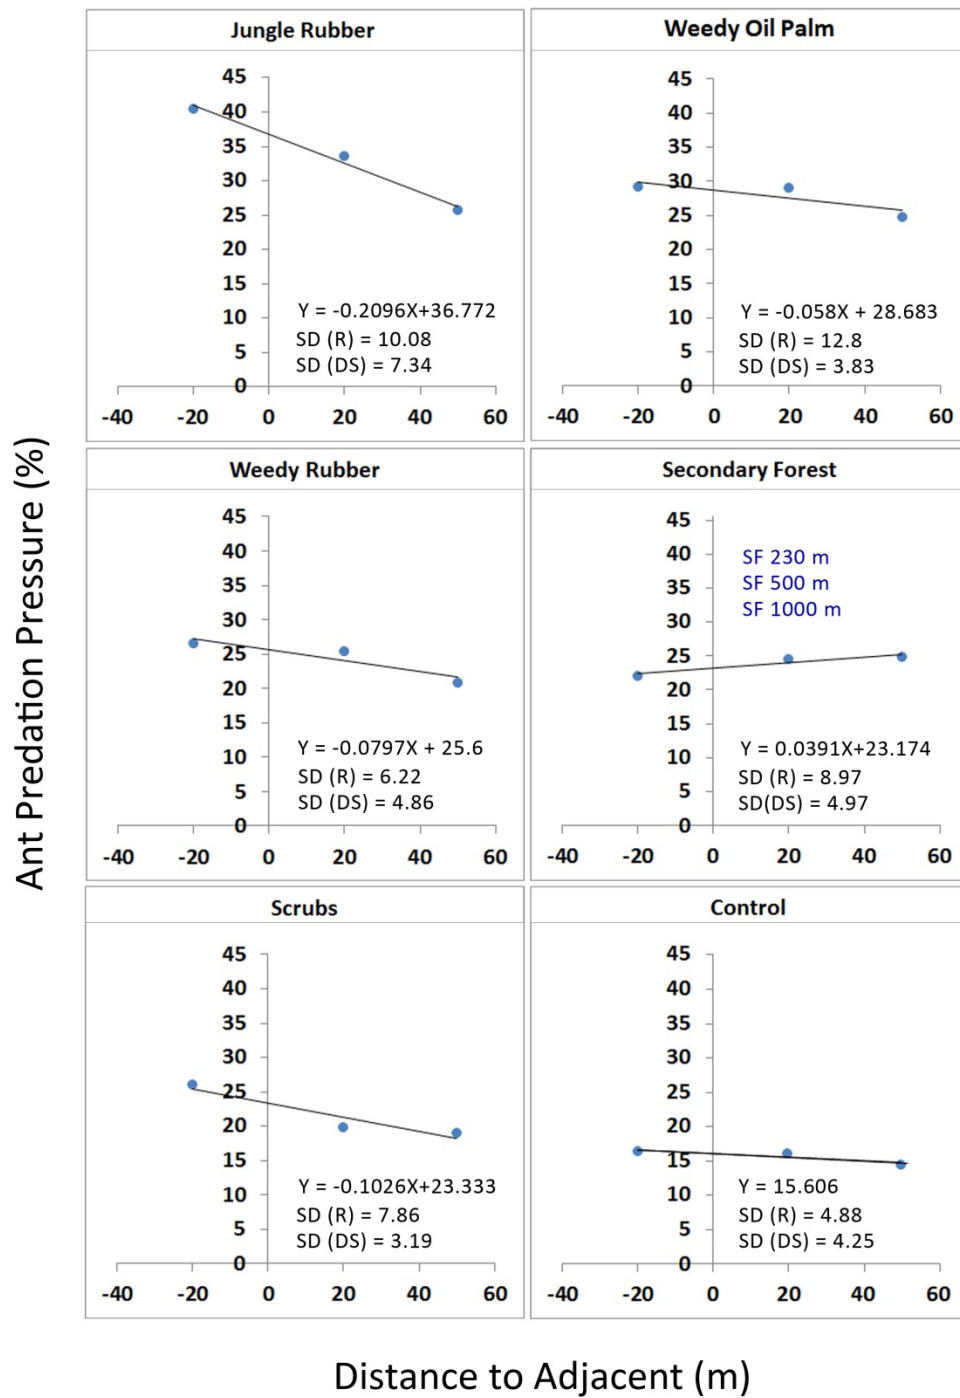 Jungle Rubber
45
40
35
30
25
20
15
10
5
0
-40 -20 0 20 40 60
Y = -0.2096X+36.772
SD (R) = 10.08
SD (DS) = 7.34
Weedy Oil Palm
45
40
35
30
25
20
15
10
5
0
-40 -20 0 20 40 60
Y = -0.058X + 28.683
SD (R) = 12.8
SD (DS) = 3.83
Weedy Rubber
45
40
35
30
25
20
15
10
5
0
-40 -20 0 20 40 60
Y = -0.0797X + 25.6
SD (R) = 6.22
SD (DS) = 4.86
Secondary Forest
45
40
35
30
25
20
15
10
5
0
-40 -20 0 20 40 60
SF 230 m
SF 500 m
SF 1000 m
Y = 0.0391X+23.174
SD (R) = 8.97
SD(DS) = 4.97
Scrubs
45
40
35
30
25
20
15
10
5
0
-40 -20 0 20 40 60
Y = -0.1026X+23.333
SD (R) = 7.86
SD (DS) = 3.19
Control
45
40
35
30
25
20
15
10
5
0
-40 -20 0 20 40 60
Y = 15.606
SD (R) = 4.88
SD (DS) = 4.25
Ant Predation Pressure (%)
Distance to Adjacent (m)